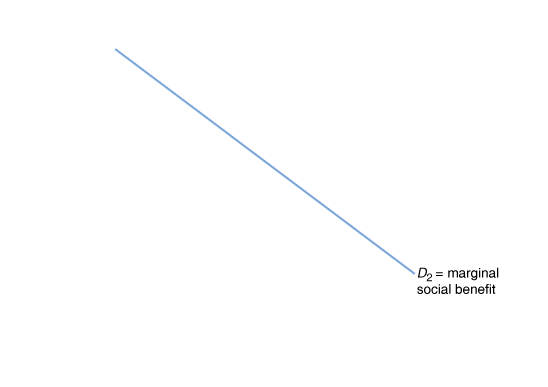 D₂ = marginal
social benefit